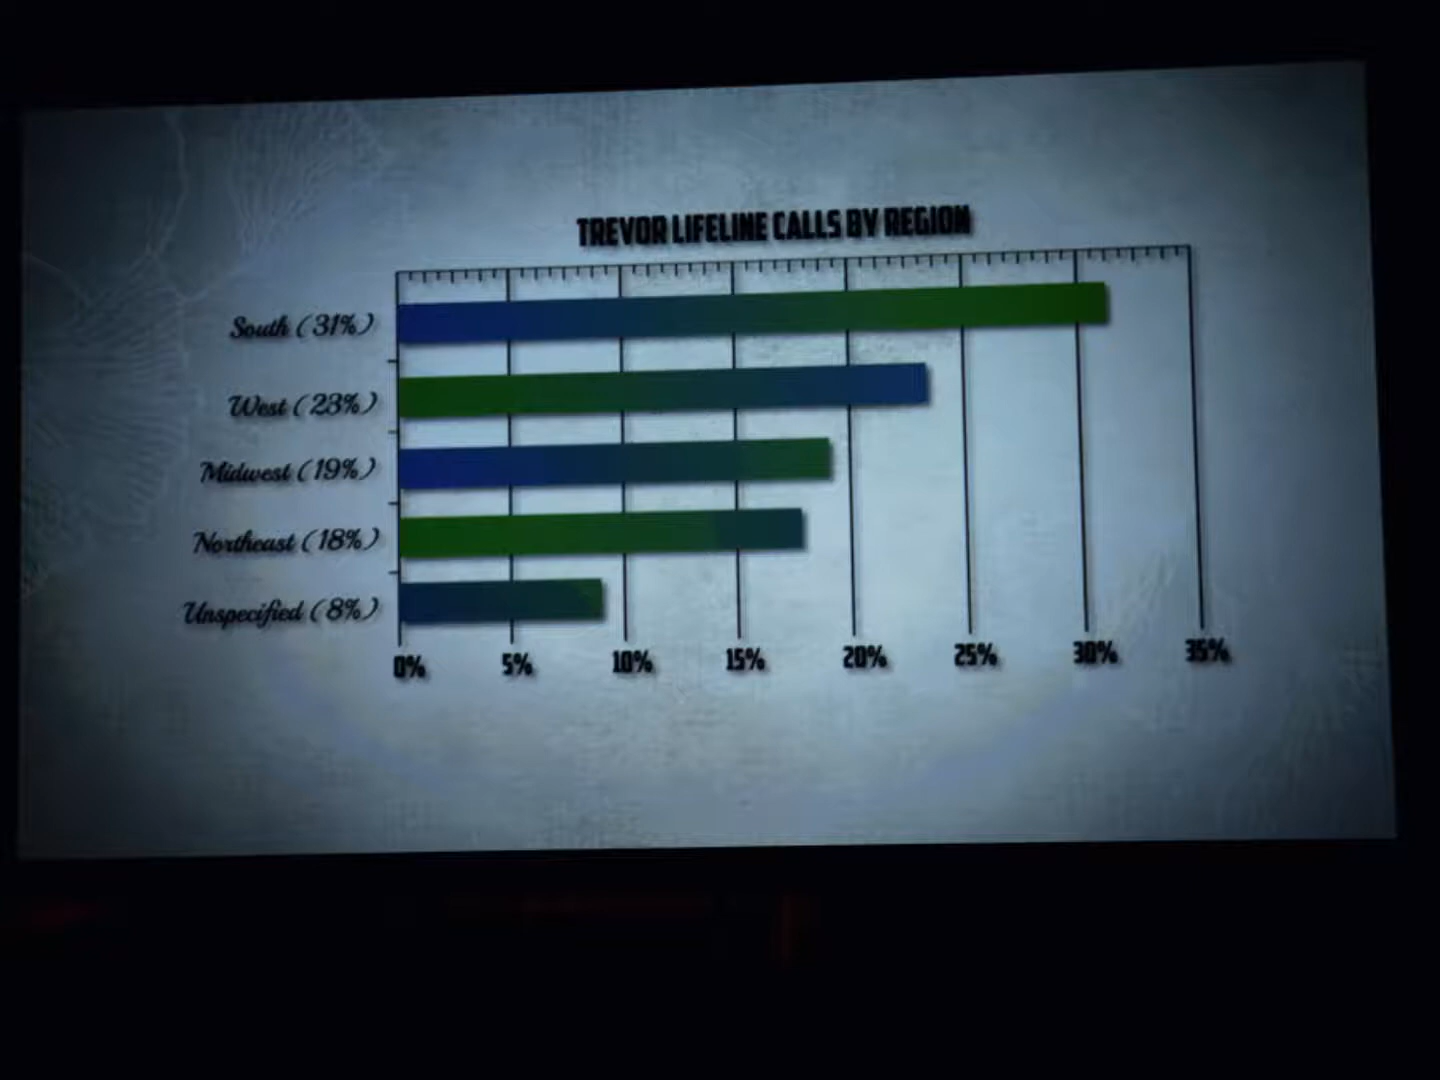 TREVOR LIFELINE CALLS BY REGION
South (31%)
West (23%)
Midwest (19%)
Northeast (18%)
Unspecified (8%)
0% 5% 10% 15% 20% 25% 30% 35%